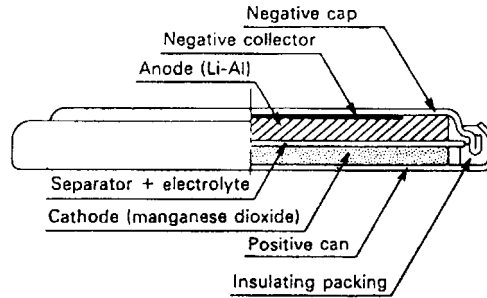 Negative cap
Negative collector
Anode (Li-Al)
Separator + electrolyte
Cathode (manganese dioxide)
Positive can
Insulating packing